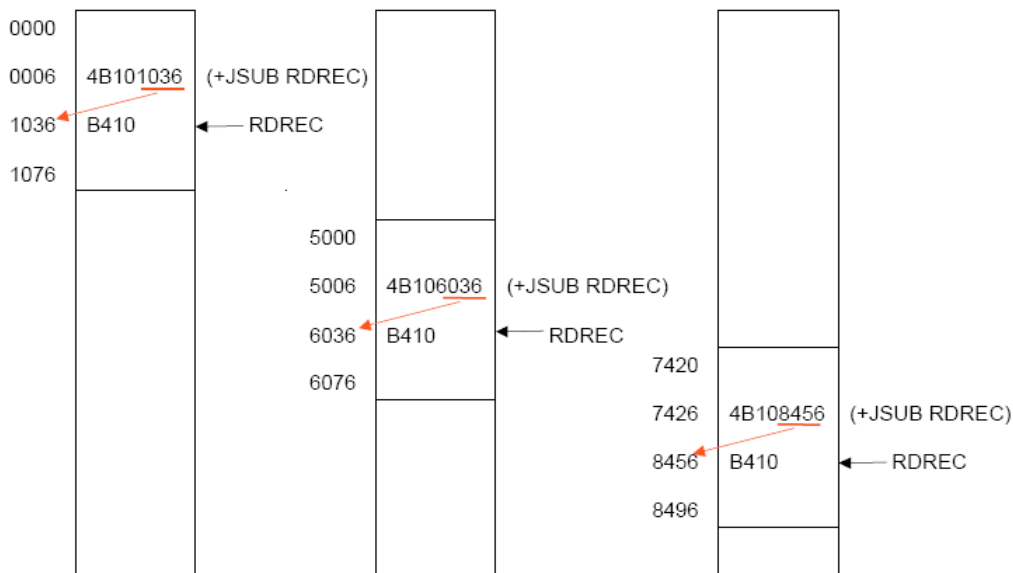 0000
0006 4B101036 (+JSUB RDREC)
1036 B410 RDREC
1076
5000
5006 4B106036 (+JSUB RDREC)
6036 B410 RDREC
6076
7420
7426 4B108456 (+JSUB RDREC)
8456 B410 RDREC
8496